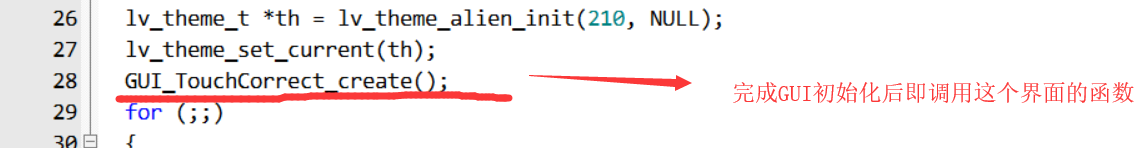 26 lv_theme_t *th = lv_theme_alien_init(210, NULL);
27 lv_theme_set_current(th);
28 GUI_TouchCorrect_create();
完成GUI初始化后即调用这个界面的函数
29 for (;;)
30 {